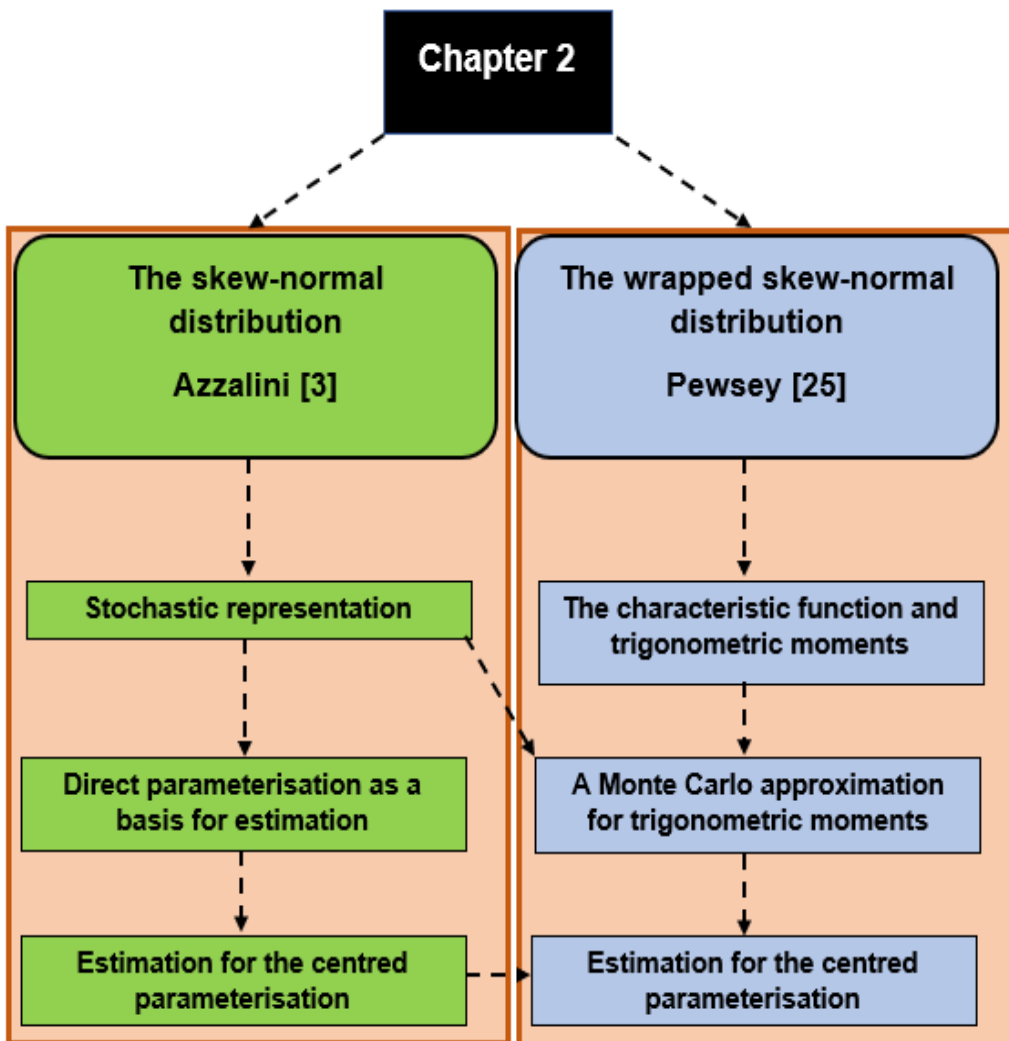 Chapter 2
The skew-normal
distribution
Azzalini [3]
The wrapped skew-normal
distribution
Pewsey [25]
Stochastic representation
The characteristic function and
trigonometric moments
Direct parameterisation as a
basis for estimation
A Monte Carlo approximation
for trigonometric moments
Estimation for the centred
parameterisation
Estimation for the centred
parameterisation